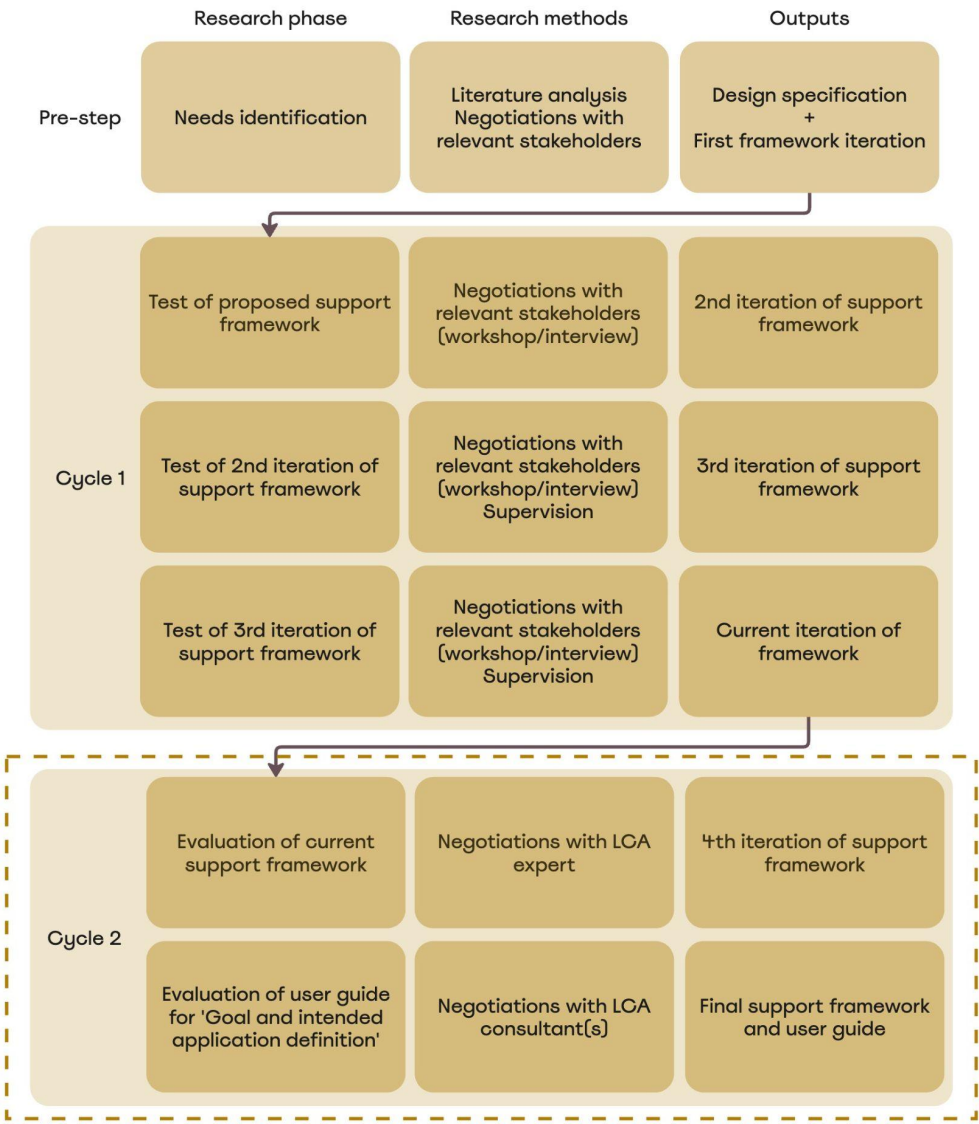 Research phase
Research methods
Outputs
Pre-step
Needs identification
Literature analysis
Negotiations with
relevant stakeholders
Design specification
+
First framework iteration
Cycle 1
Test of proposed support
framework
Negotiations with
relevant stakeholders
(workshop/interview)
2nd iteration of support
framework
Test of 2nd iteration of
support framework
Negotiations with
relevant stakeholders
(workshop/interview)
Supervision
3rd iteration of support
framework
Test of 3rd iteration of
support framework
Negotiations with
relevant stakeholders
(workshop/interview)
Supervision
Current iteration of
framework
Cycle 2
Evaluation of current
support framework
Negotiations with LCA
expert
4th iteration of support
framework
Evaluation of user guide
for 'Goal and intended
application definition'
Negotiations with LCA
consultant(s)
Final support framework
and user guide